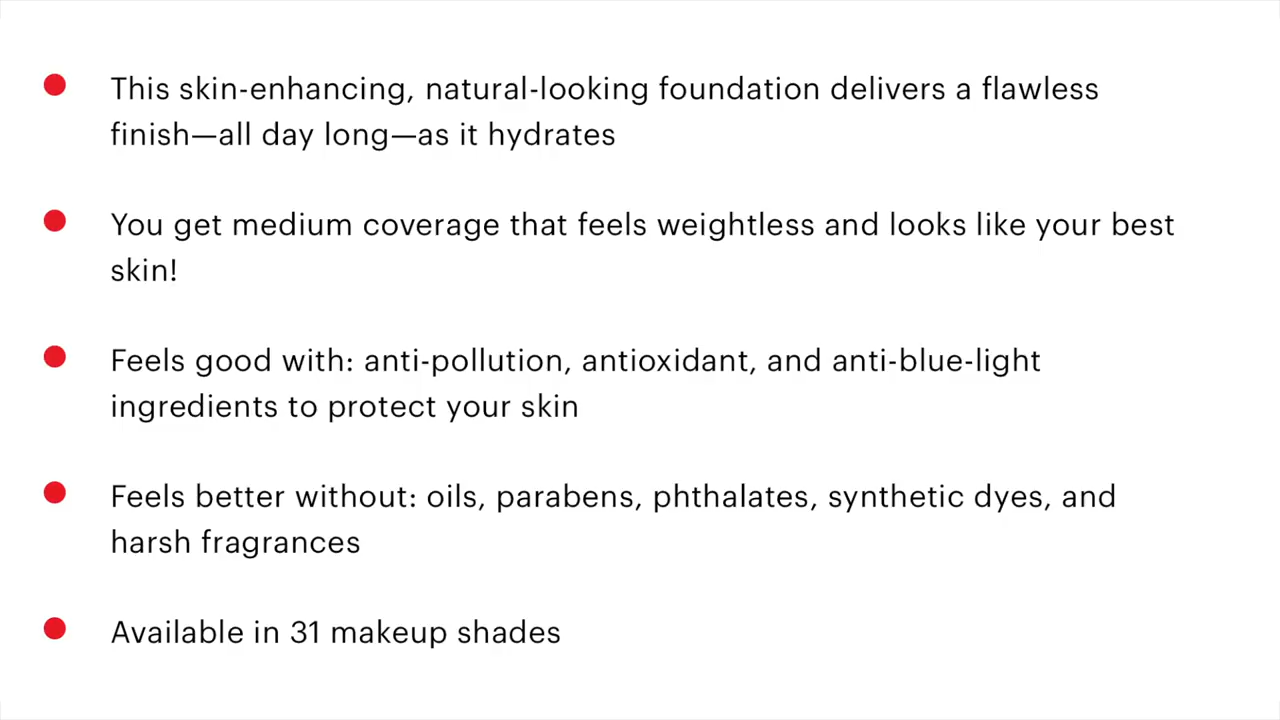 This skin-enhancing, natural-looking foundation delivers a flawless
finish—all day long—as it hydrates
You get medium coverage that feels weightless and looks like your best
skin!
Feels good with: anti-pollution, antioxidant, and anti-blue-light
ingredients to protect your skin
Feels better without: oils, parabens, phthalates, synthetic dyes, and
harsh fragrances
Available in 31 makeup shades